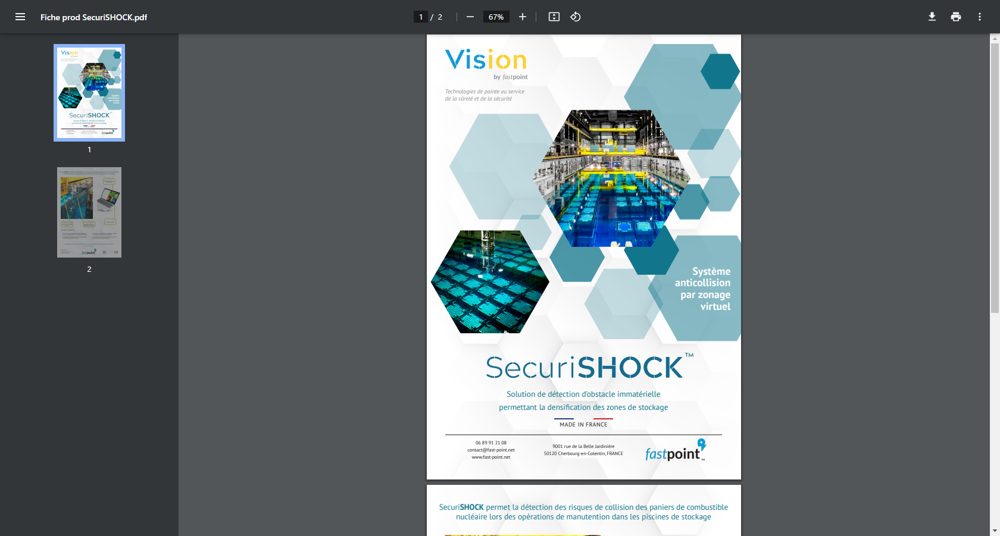 Fiche prod SecuriSHOCK.pdf
1 / 2
67%
1
2
Vision
by fastpoint
Technologies de pointe au service
de la sûreté et de la sécurité
Système
anticollision
par zonage
virtuel
SecuriSHOCK™
Solution de détection d'obstacle immatérielle
permettant la densification des zones de stockage
MADE IN FRANCE
06 89 91 21 08
contact@fast-point.net
www.fast-point.net
9001 rue de la Belle Jardinière
50120 Cherbourg-en-Cotentin, FRANCE
fastpoint™
SecuriSHOCK permet la détection des risques de collision des paniers de combustible
nucléaire lors des opérations de manutention dans les piscines de stockage